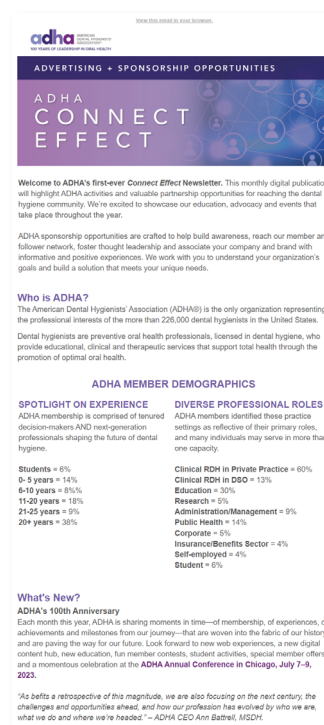 View this email in your browser.
adha
AMERICAN
DENTAL HYGIENISTS'
ASSOCIATION
100 YEARS OF LEADERSHIP IN ORAL HEALTH
ADVERTISING + SPONSORSHIP OPPORTUNITIES
ADHA
CONNECT
EFFECT
Welcome to ADHA's first-ever Connect Effect Newsletter. This monthly digital publicatio
will highlight ADHA activities and valuable partnership opportunities for reaching the dental
hygiene community. We're excited to showcase our education, advocacy and events that
take place throughout the year.
ADHA sponsorship opportunities are crafted to help build awareness, reach our member an
follower network, foster thought leadership and associate your company and brand with
informative and positive experiences. We work with you to understand your organization's
goals and build a solution that meets your unique needs.
Who is ADHA?
The American Dental Hygienists' Association (ADHA®) is the only organization representing
the professional interests of the more than 226,000 dental hygienists in the United States.
Dental hygienists are preventive oral health professionals, licensed in dental hygiene, who
provide educational, clinical and therapeutic services that support total health through the
promotion of optimal oral health.
ADHA MEMBER DEMOGRAPHICS
SPOTLIGHT ON EXPERIENCE
ADHA membership is comprised of tenured
decision-makers AND next-generation
professionals shaping the future of dental
hygiene.
Students = 6%
0- 5 years = 14%
6-10 years = 8%%
11-20 years = 18%
21-25 years = 9%
20+ years = 38%
DIVERSE PROFESSIONAL ROLES
ADHA members identified these practice
settings as reflective of their primary roles,
and many individuals may serve in more than
one capacity.
Clinical RDH in Private Practice = 60%
Clinical RDH in DSO = 13%
Education = 30%
Research = 5%
Administration/Management = 9%
Public Health = 14%
Corporate = 5%
Insurance/Benefits Sector = 4%
Self-employed = 4%
Student = 6%
What's New?
ADHA's 100th Anniversary
Each month this year, ADHA is sharing moments in time—of membership, of experiences, o
achievements and milestones from our journey—that are woven into the fabric of our history
and are paving the way for our future. Look forward to new web experiences, a new digital
content hub, new education, fun member contests, student activities, special member offers
and a momentous celebration at the ADHA Annual Conference in Chicago, July 7–9,
2023.
"As befits a retrospective of this magnitude, we are also focusing on the next century, the
challenges and opportunities ahead, and how our profession has evolved by who we are,
what we do and where we're headed." – ADHA CEO Ann Battrell, MSDH.